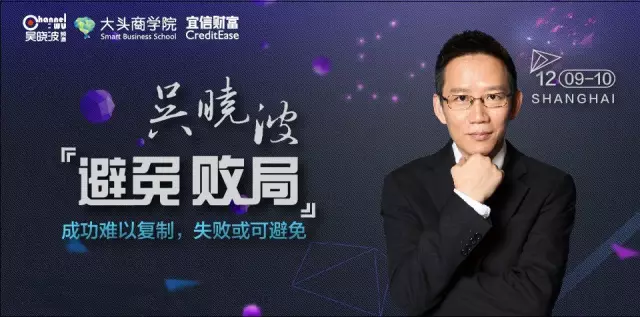 Channel:WU
吴晓波频道
大头商学院
Smart Business School
宜信财富
CreditEase
12 09-10
SHANGHAI
吴晓波
『避免败局』
成功难以复制，失败或可避免